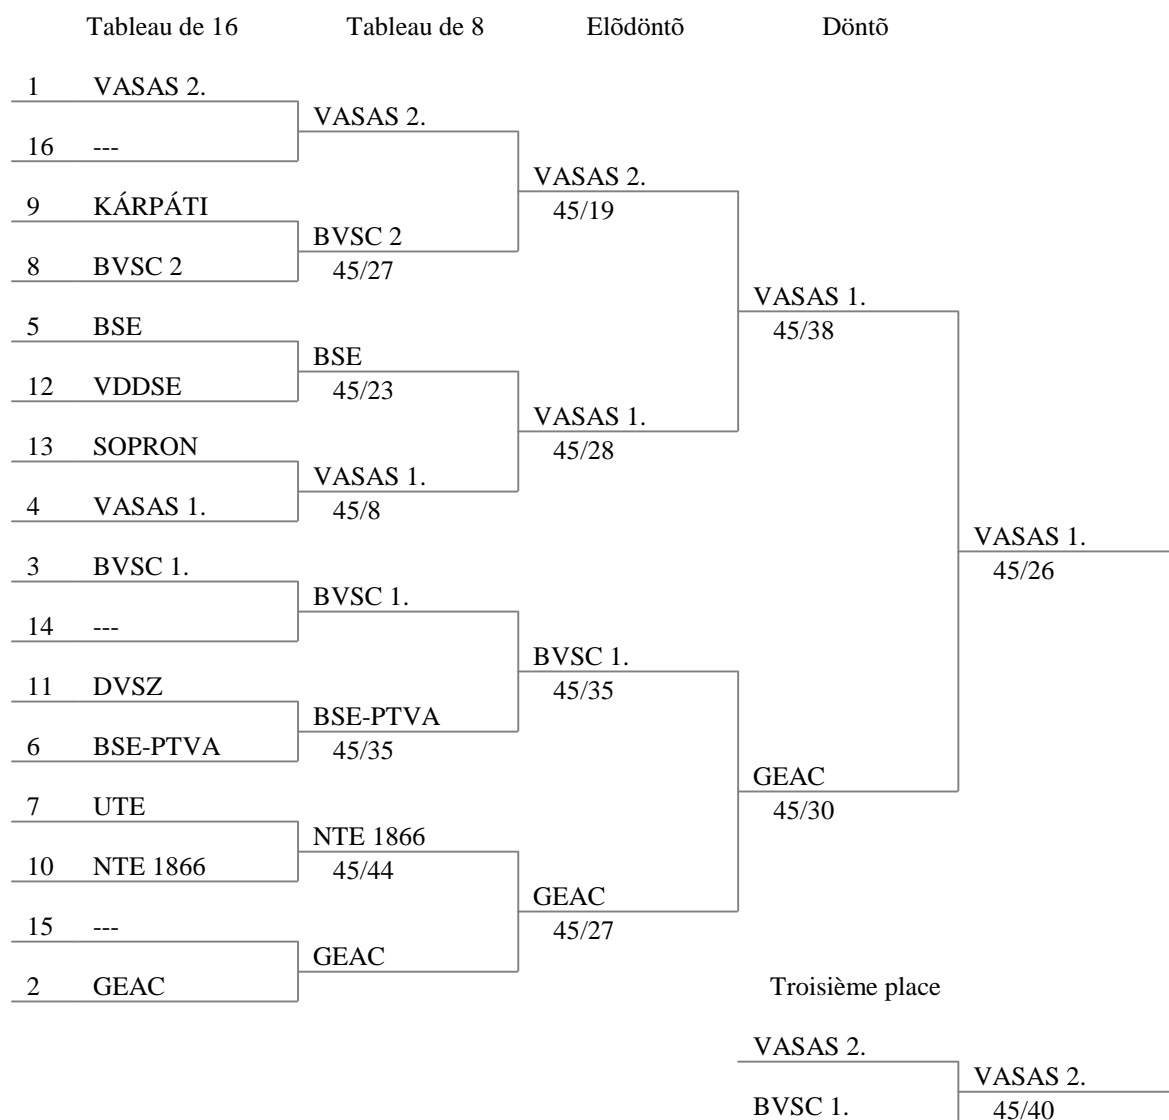 Tableau de 16 Tableau de 8 Elõdöntõ Döntõ
1 VASAS 2.
VASAS 2.
16 ---
VASAS 2.
45/19
9 KÁRPÁTI
BVSC 2
45/27
8 BVSC 2
VASAS 1.
45/38
5 BSE
BSE
45/23
12 VDDSE
VASAS 1.
45/28
13 SOPRON
VASAS 1.
45/8
4 VASAS 1.
VASAS 1.
45/26
3 BVSC 1.
BVSC 1.
14 ---
BVSC 1.
45/35
11 DVSZ
BSE-PTVA
45/35
6 BSE-PTVA
GEAC
45/30
7 UTE
NTE 1866
45/44
10 NTE 1866
GEAC
45/27
15 ---
GEAC
2 GEAC
Troisième place
VASAS 2.
VASAS 2.
45/40
BVSC 1.